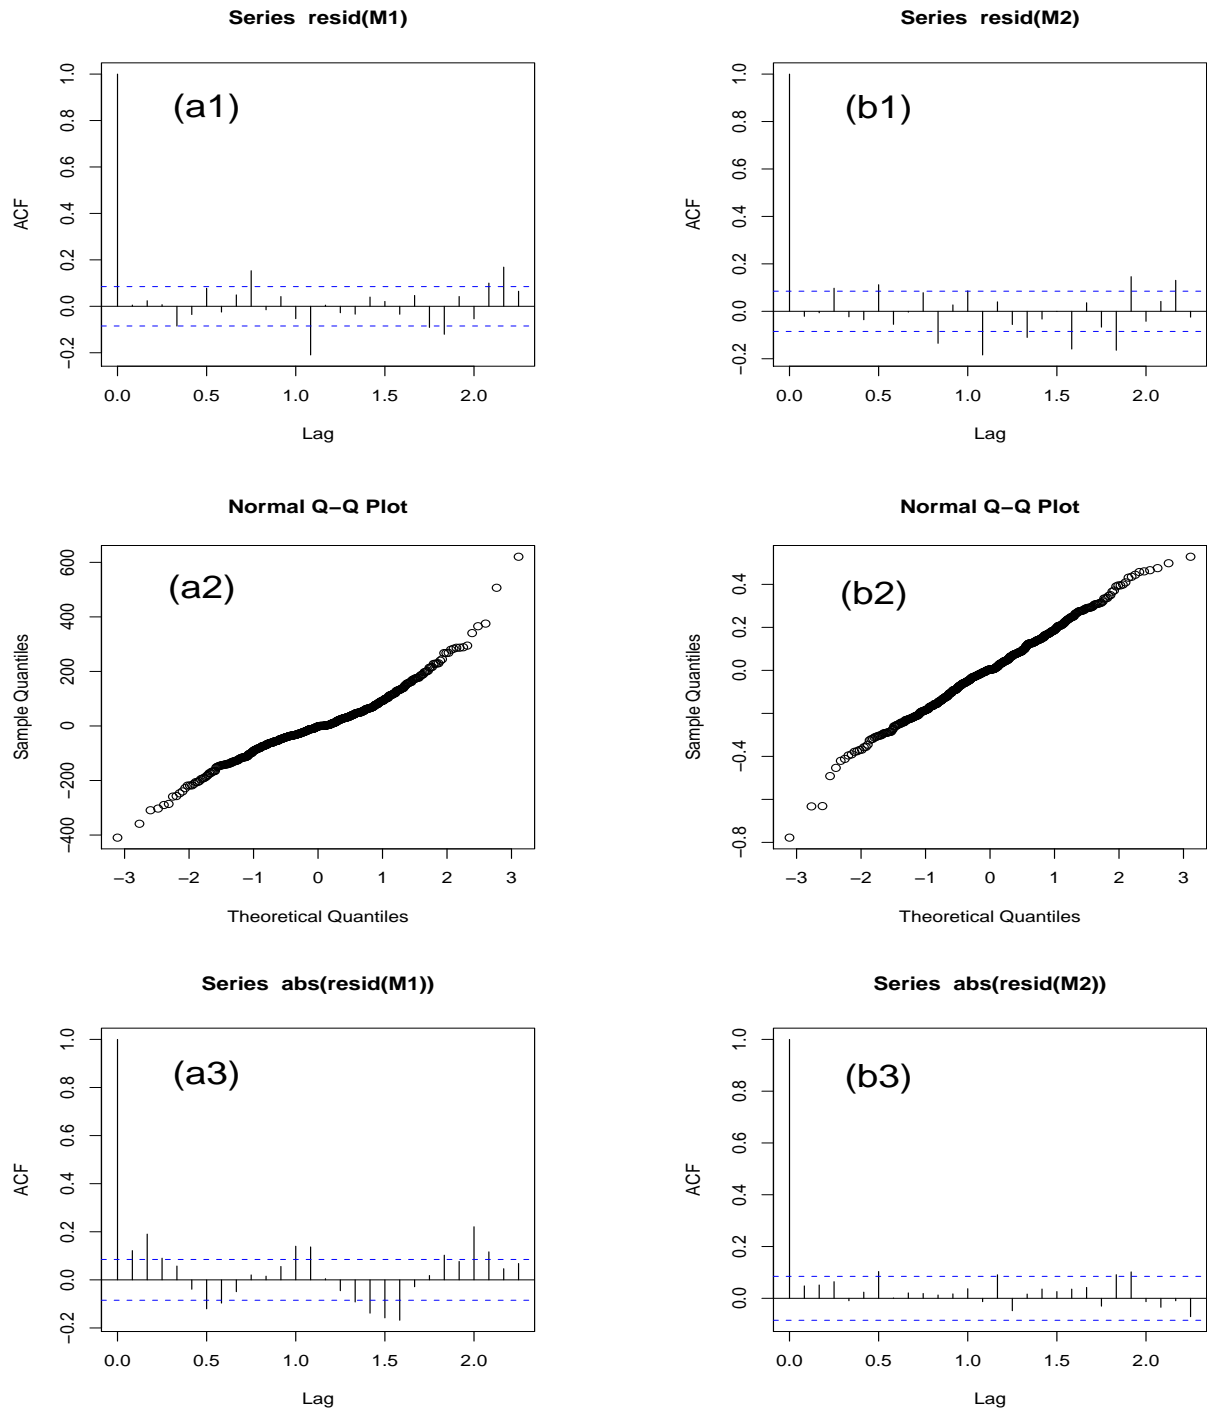 Series resid(M1)
(a1)
ACF
1.0
0.8
0.6
0.4
0.2
0.0
−0.2
0.0 0.5 1.0 1.5 2.0
Lag
Series resid(M2)
(b1)
ACF
1.0
0.8
0.6
0.4
0.2
0.0
−0.2
0.0 0.5 1.0 1.5 2.0
Lag
Normal Q−Q Plot
(a2)
Sample Quantiles
600
400
200
0
−200
−400
−3 −2 −1 0 1 2 3
Theoretical Quantiles
Normal Q−Q Plot
(b2)
Sample Quantiles
0.4
0.2
0.0
−0.4
−0.8
−3 −2 −1 0 1 2 3
Theoretical Quantiles
Series abs(resid(M1))
(a3)
ACF
1.0
0.8
0.6
0.4
0.2
0.0
−0.2
0.0 0.5 1.0 1.5 2.0
Lag
Series abs(resid(M2))
(b3)
ACF
1.0
0.8
0.6
0.4
0.2
0.0
0.0 0.5 1.0 1.5 2.0
Lag